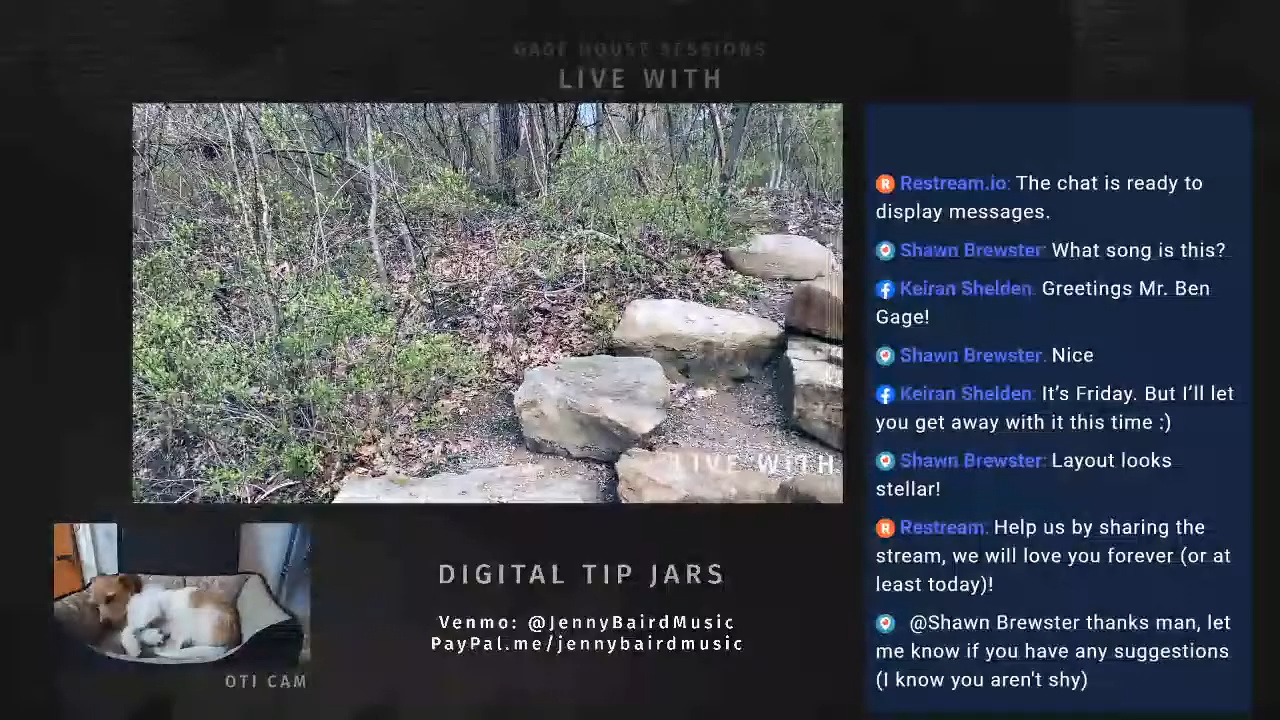 GAGE HOUSE SESSIONS
LIVE WITH
R Restream.io: The chat is ready to
display messages.
Shawn Brewster: What song is this?
Keiran Shelden: Greetings Mr. Ben
Gage!
Shawn Brewster: Nice
Keiran Shelden: It’s Friday. But I’ll let
you get away with it this time :)
Shawn Brewster: Layout looks
stellar!
R Restream: Help us by sharing the
stream, we will love you forever (or at
least today)!
@Shawn Brewster thanks man, let
me know if you have any suggestions
(I know you aren't shy)
LIVE WITH
DIGITAL TIP JARS
Venmo: @JennyBairdMusic
PayPal.me/jennybairdmusic
OTI CAM